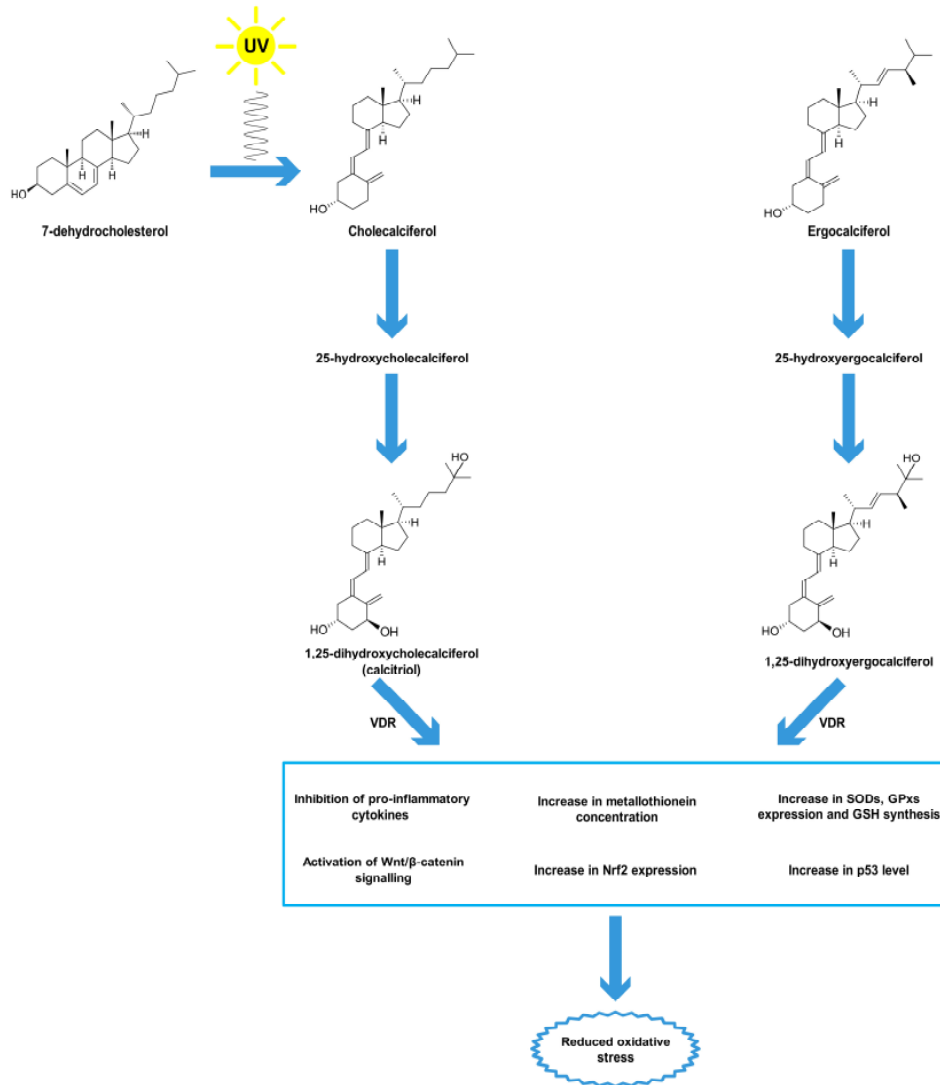 UV
HO
H
H
H
7-dehydrocholesterol
H
H
HO
Cholecalciferol
H
H
HO
Ergocalciferol
25-hydroxycholecalciferol
25-hydroxyergocalciferol
HO
H
H
HO
OH
1,25-dihydroxycholecalciferol
(calcitriol)
HO
H
H
HO
OH
1,25-dihydroxyergocalciferol
VDR
VDR
Inhibition of pro-inflammatory
cytokines
Increase in metallothionein
concentration
Increase in SODs, GPxs
expression and GSH synthesis
Activation of Wnt/β-catenin
signalling
Increase in Nrf2 expression
Increase in p53 level
Reduced oxidative
stress